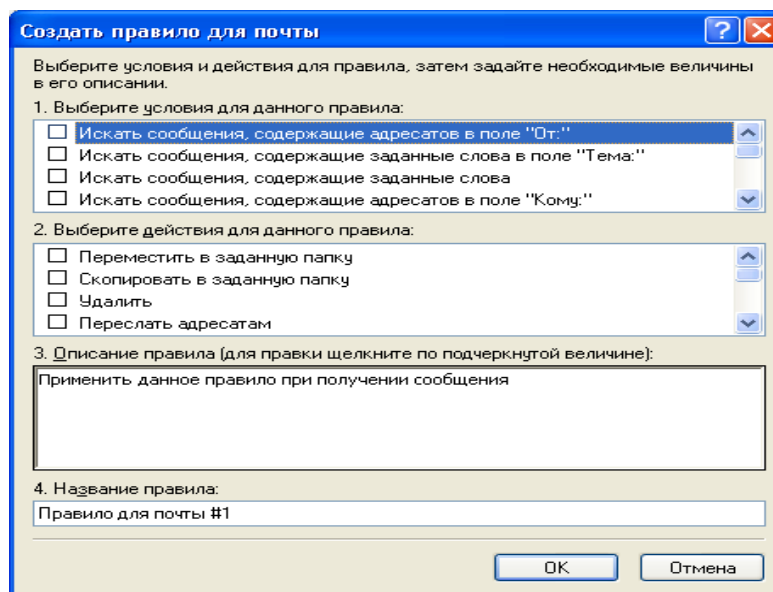 Создать правило для почты
Выберите условия и действия для правила, затем задайте необходимые величины
в его описании.
1. Выберите условия для данного правила:
Искать сообщения, содержащие адресатов в поле "От:"
Искать сообщения, содержащие заданные слова в поле "Тема:"
Искать сообщения, содержащие заданные слова
Искать сообщения, содержащие адресатов в поле "Кому:"
2. Выберите действия для данного правила:
Переместить в заданную папку
Скопировать в заданную папку
Удалить
Переслать адресатам
3. Описание правила (для правки щелкните по подчеркнутой величине):
Применить данное правило при получении сообщения
4. Название правила:
Правило для почты #1
OK Отмена